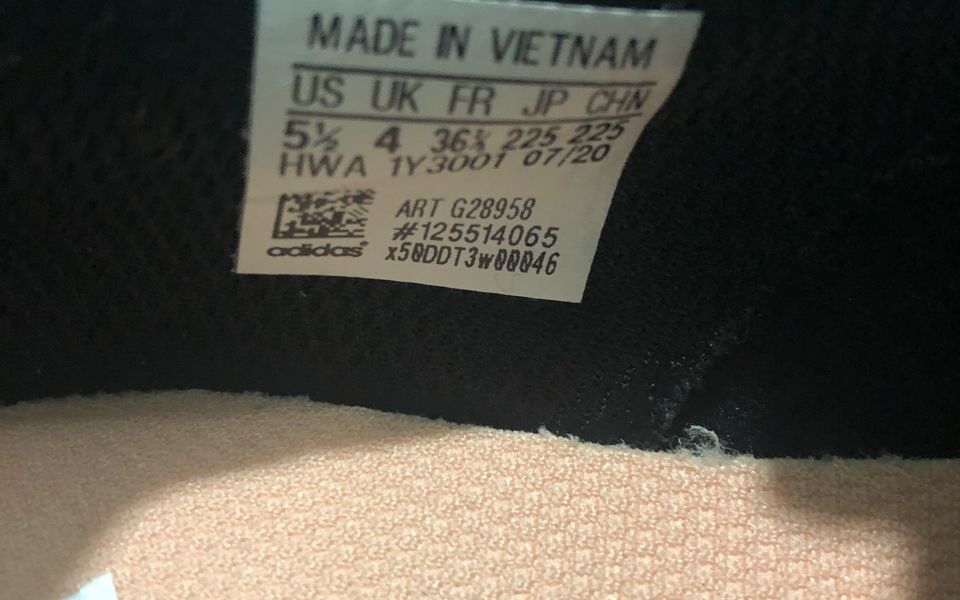 MADE IN VIETNAM
US UK FR JP CHN
5½ 4 36⅔ 225 225
HWA 1Y3001 07/20
ART G28958
#125514065
adidas® x50DDT3w00046